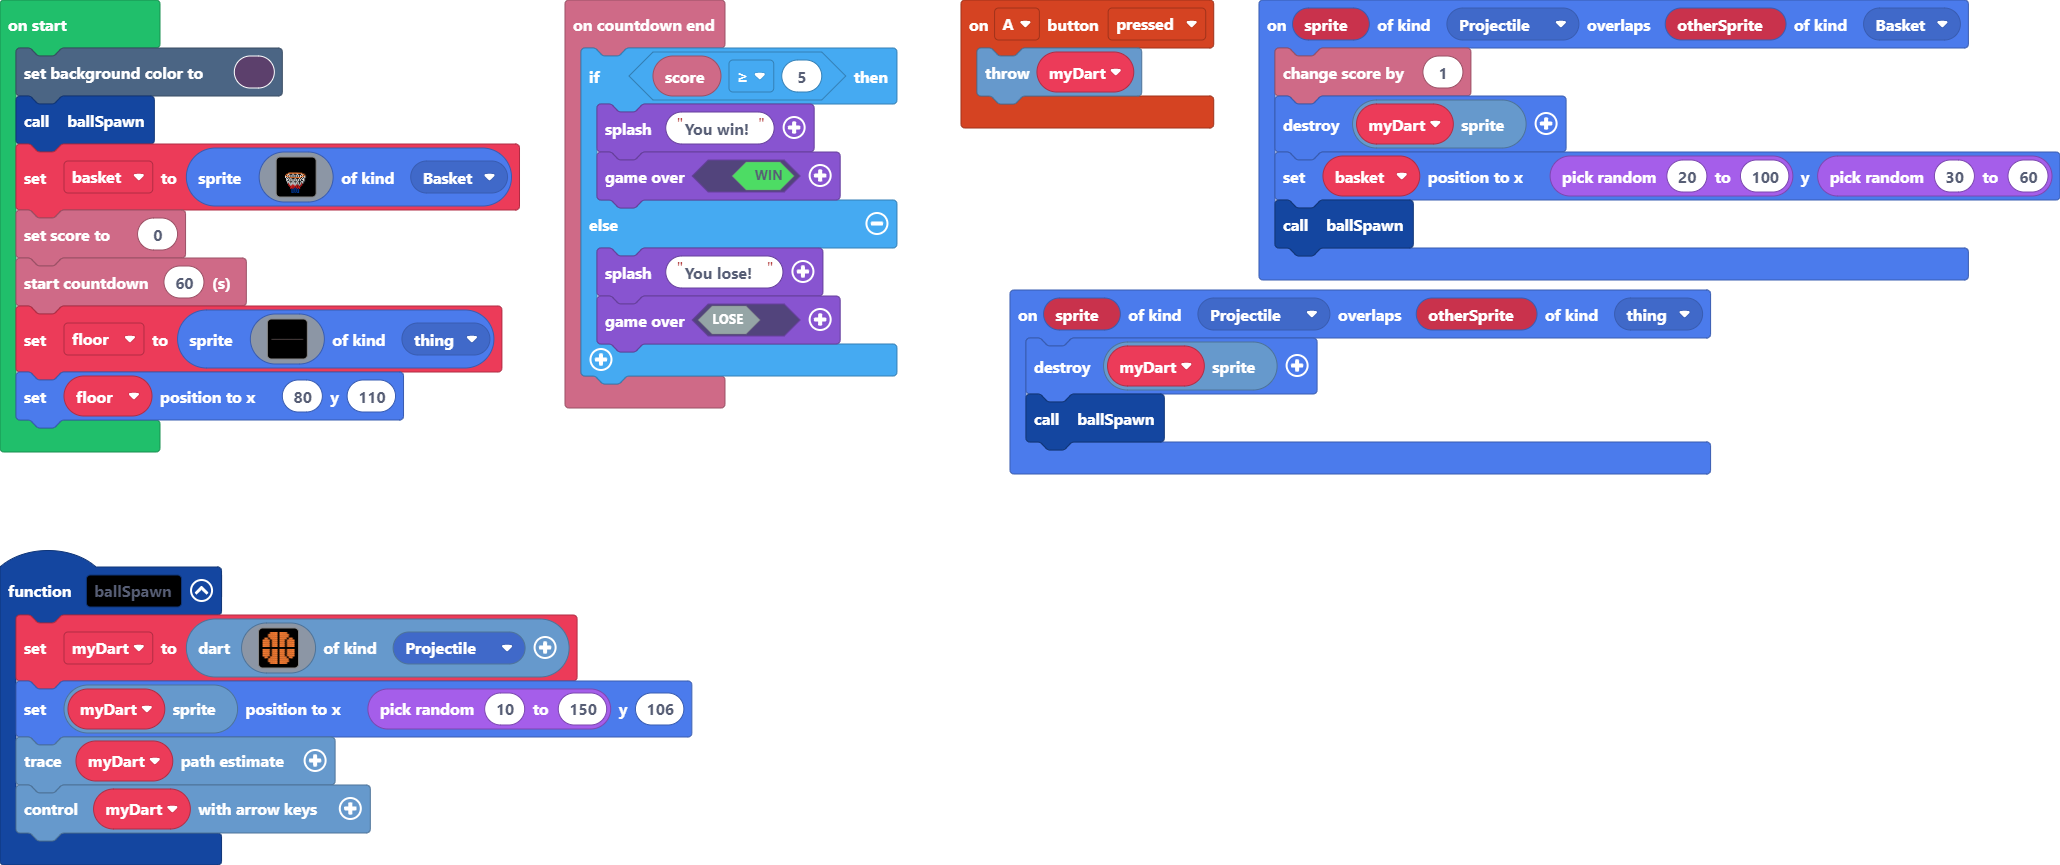 on start
set background color to
call ballSpawn
set basket to sprite of kind Basket
set score to 0
start countdown 60 (s)
set floor to sprite of kind thing
set floor position to x 80 y 110
on countdown end
if score ≥ 5 then
splash "You win!"
game over WIN
else
splash "You lose!"
game over LOSE
on A button pressed
throw myDart
on sprite of kind Projectile overlaps otherSprite of kind Basket
change score by 1
destroy myDart sprite
set basket position to x pick random 20 to 100 y pick random 30 to 60
call ballSpawn
on sprite of kind Projectile overlaps otherSprite of kind thing
destroy myDart sprite
call ballSpawn
function ballSpawn
set myDart to dart of kind Projectile
set myDart sprite position to x pick random 10 to 150 y 106
trace myDart path estimate
control myDart with arrow keys